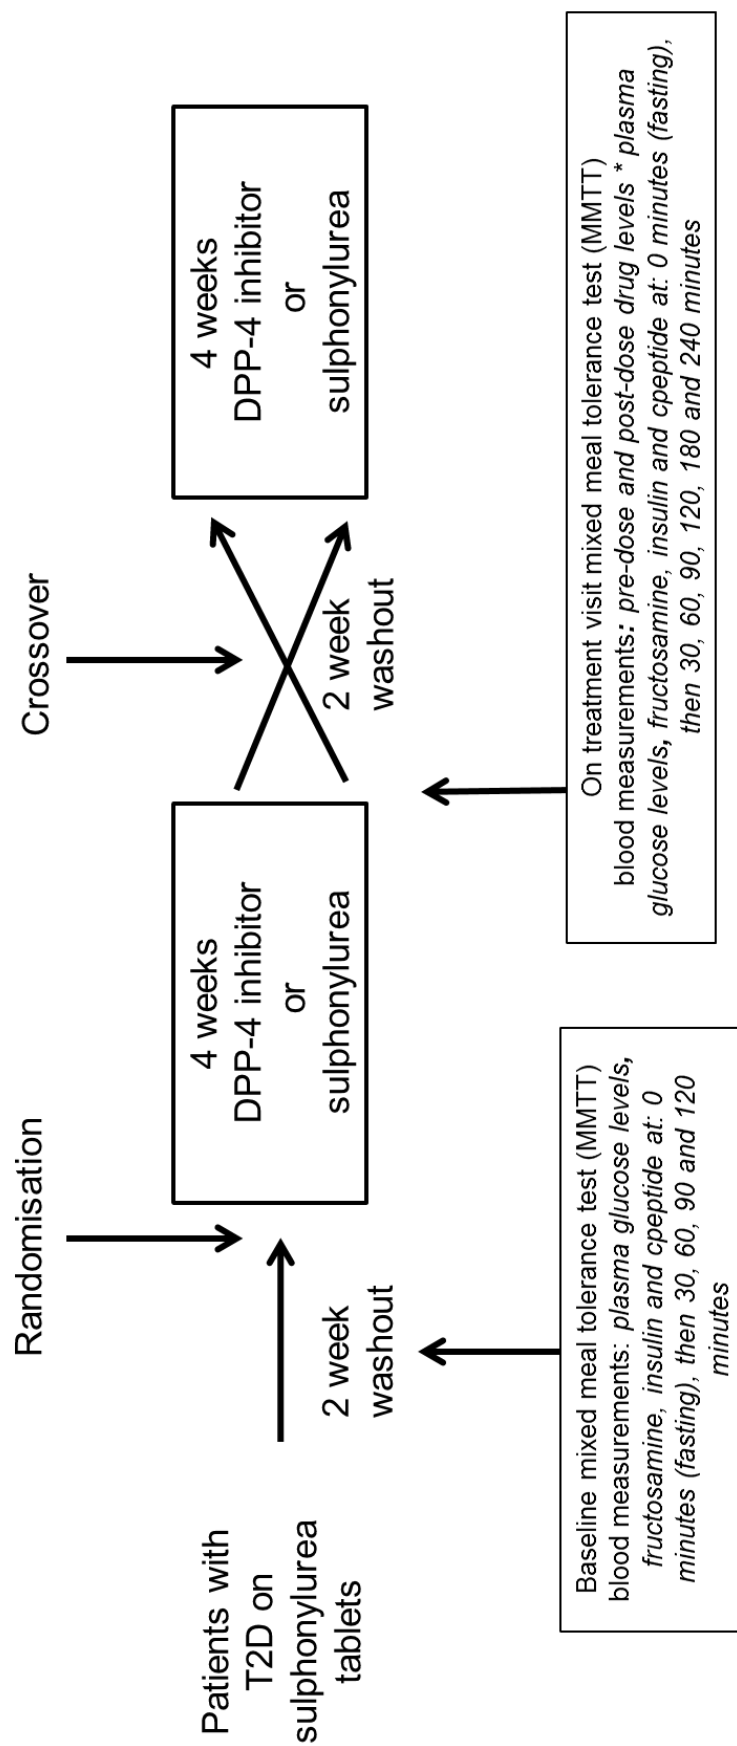 Patients with
T2D on
sulphonylurea
tablets
Randomisation
2 week
washout
4 weeks
DPP-4 inhibitor
or
sulphonylurea
Crossover
2 week
washout
4 weeks
DPP-4 inhibitor
or
sulphonylurea
Baseline mixed meal tolerance test (MMTT)
blood measurements: plasma glucose levels,
fructosamine, insulin and cpeptide at: 0
minutes (fasting), then 30, 60, 90 and 120
minutes
On treatment visit mixed meal tolerance test (MMTT)
blood measurements: pre-dose and post-dose drug levels * plasma
glucose levels, fructosamine, insulin and cpeptide at: 0 minutes (fasting),
then 30, 60, 90, 120, 180 and 240 minutes